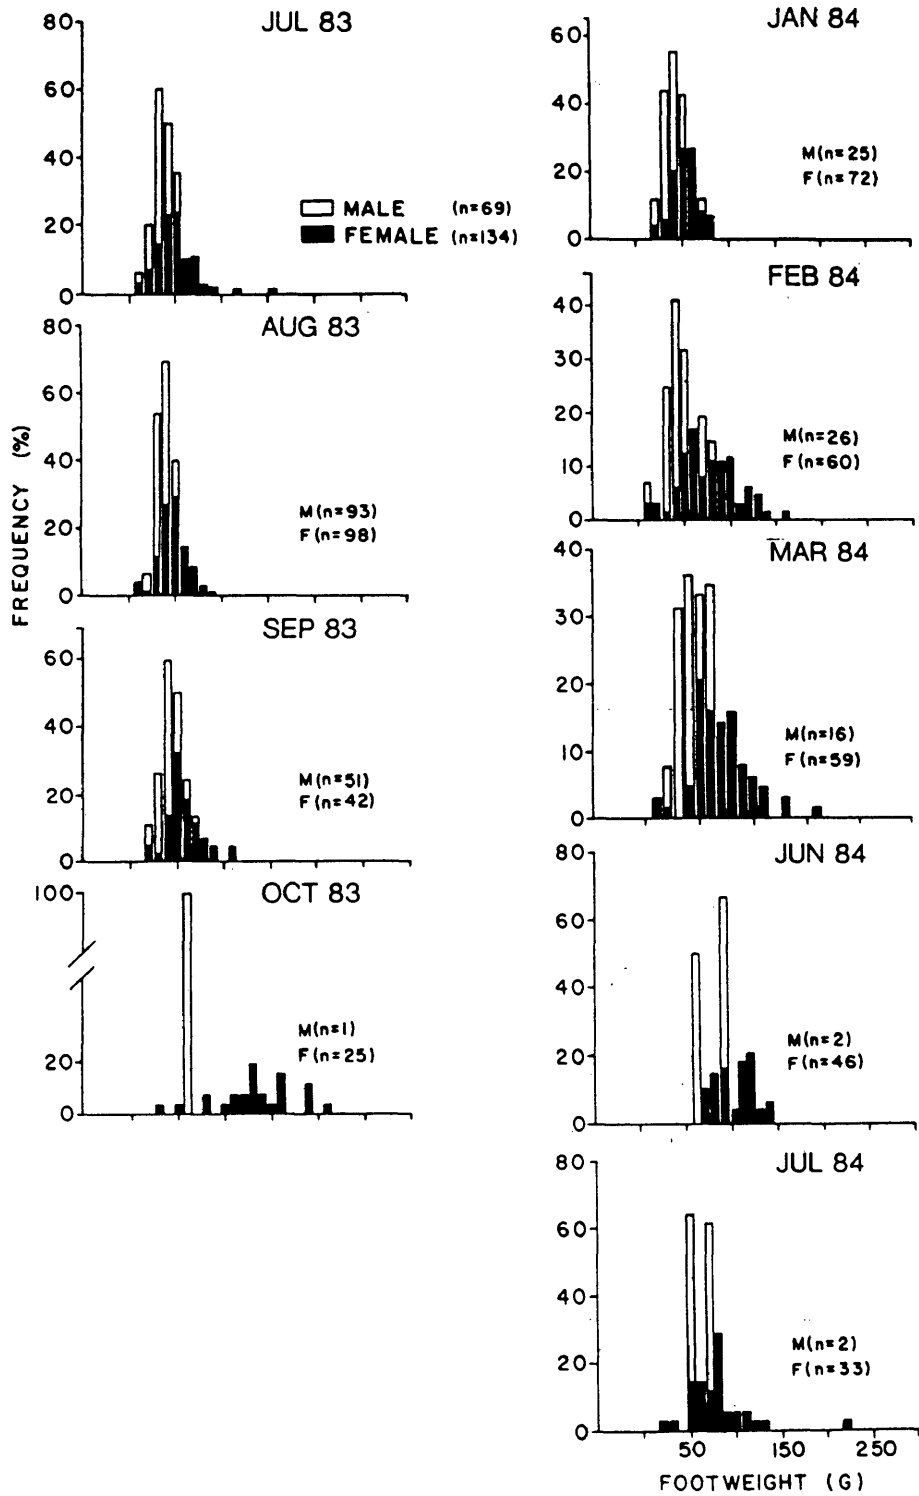 FREQUENCY (%)
JUL 83
80
60
40
20
0
MALE (n=69)
FEMALE (n=134)
AUG 83
80
60
40
20
0
M(n=93)
F(n=98)
SEP 83
60
40
20
0
M(n=51)
F(n=42)
OCT 83
100
20
0
M(n=1)
F(n=25)
JAN 84
60
40
20
0
M(n=25)
F(n=72)
FEB 84
40
30
20
10
0
M(n=26)
F(n=60)
MAR 84
40
30
20
10
0
M(n=16)
F(n=59)
JUN 84
80
60
40
20
0
M(n=2)
F(n=46)
JUL 84
80
60
40
20
0
M(n=2)
F(n=33)
50 150 250
FOOTWEIGHT (G)